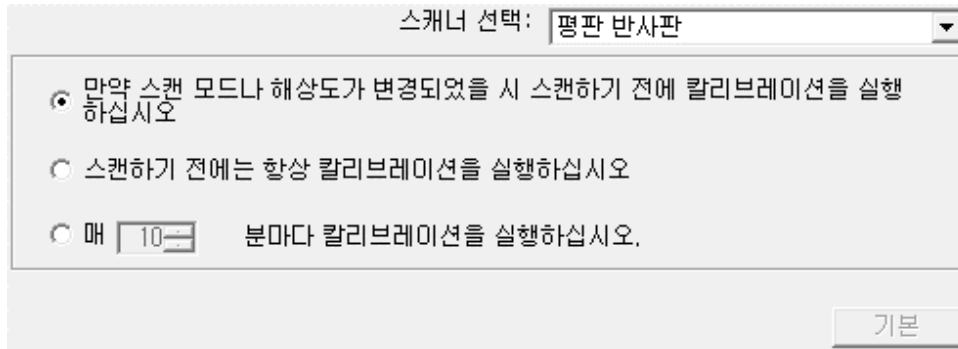 스캐너 선택: 평판 반사판
만약 스캔 모드나 해상도가 변경되었을 시 스캔하기 전에 칼리브레이션을 실행
하십시오
스캔하기 전에는 항상 칼리브레이션을 실행하십시오
매 10 분마다 칼리브레이션을 실행하십시오.
기본